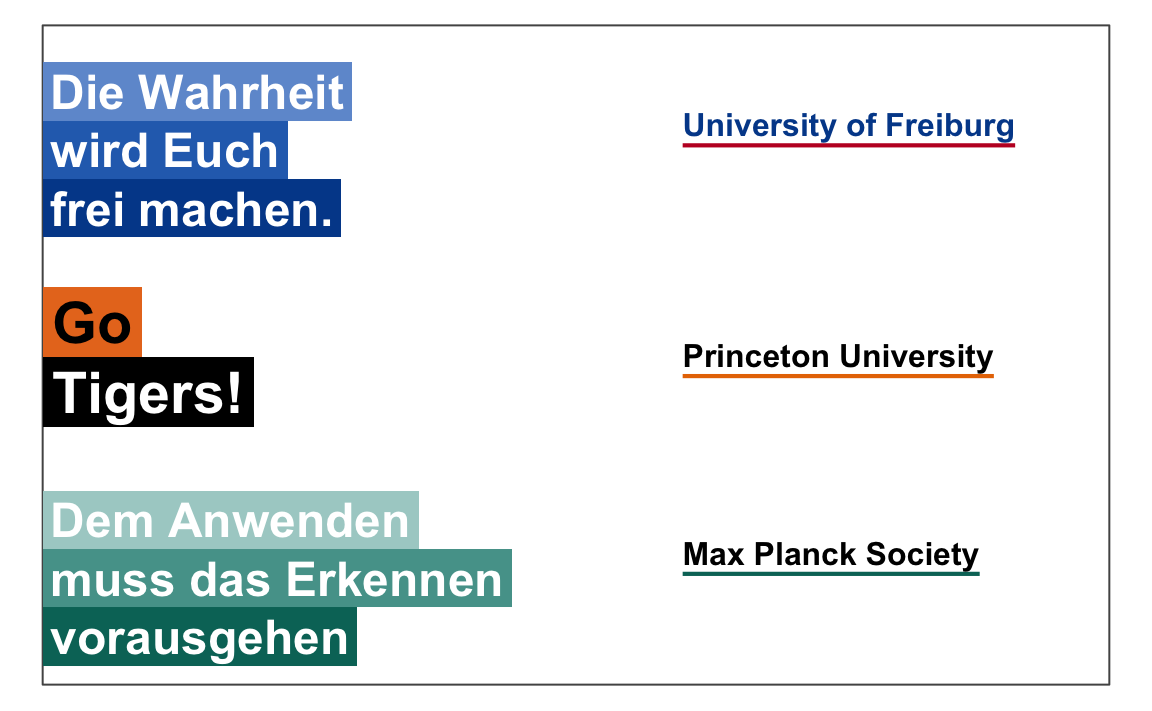 Die Wahrheit
wird Euch
frei machen.
University of Freiburg
Go
Tigers!
Princeton University
Dem Anwenden
muss das Erkennen
vorausgehen
Max Planck Society